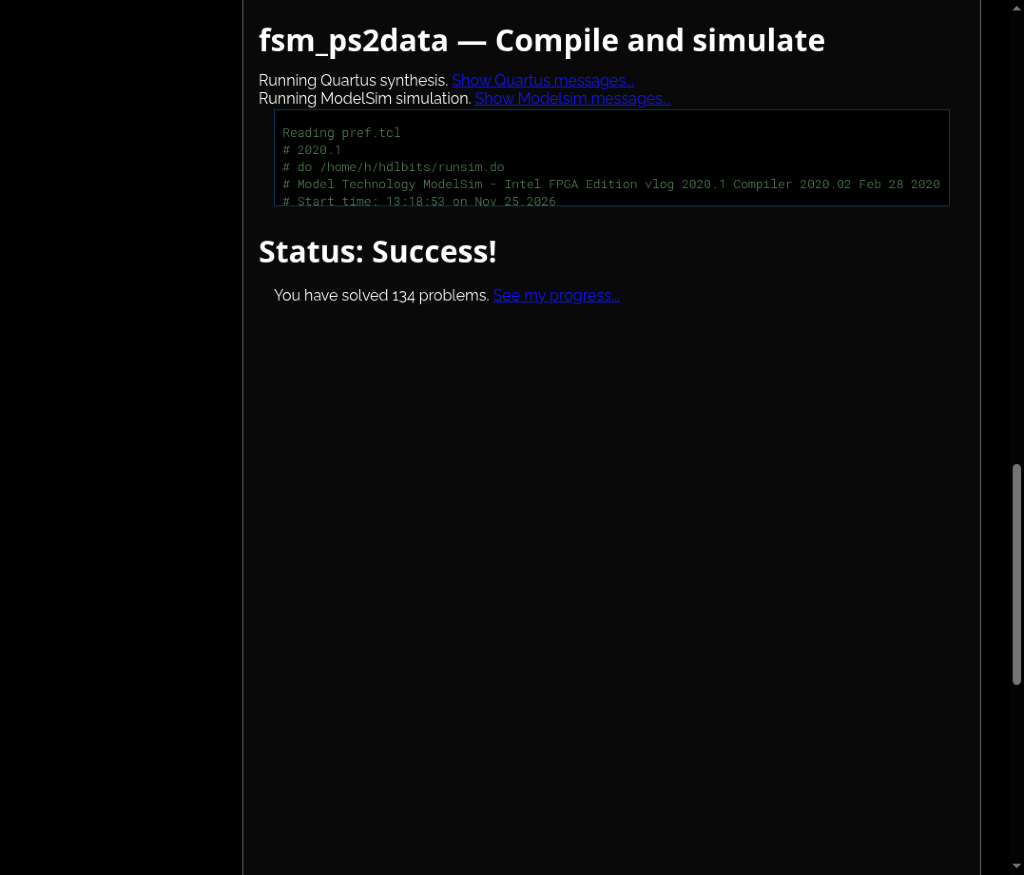 fsm_ps2data — Compile and simulate
Running Quartus synthesis. Show Quartus messages...
Running ModelSim simulation. Show Modelsim messages...
Reading pref.tcl
# 2020.1
# do /home/h/hdlbits/runsim.do
# Model Technology ModelSim - Intel FPGA Edition vlog 2020.1 Compiler 2020.02 Feb 28 2020
# Start time: 13:18:53 on Nov 25,2026
Status: Success!
You have solved 134 problems. See my progress...